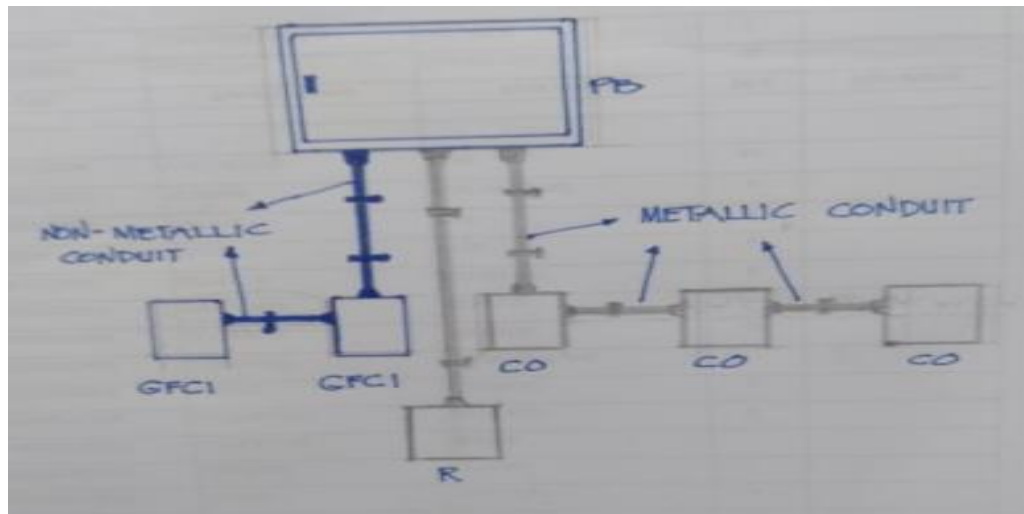 PB
NON-METALLIC
CONDUIT
METALLIC CONDUIT
GFCI
GFCI
CO
CO
CO
R